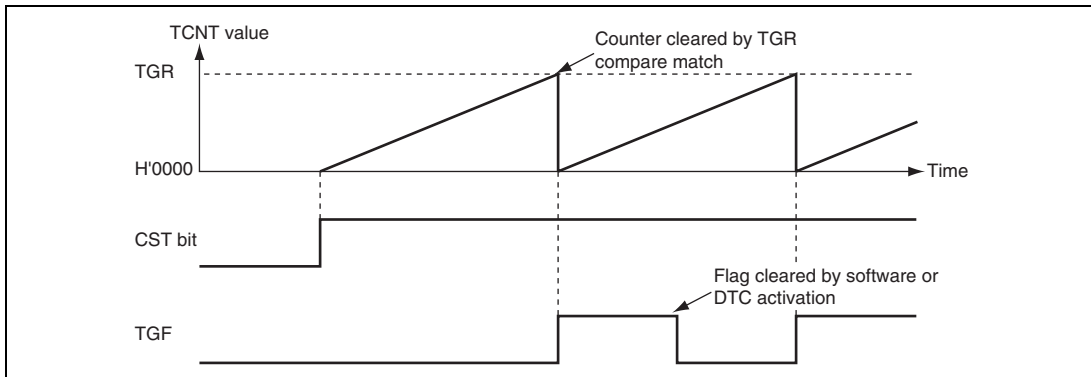 TCNT value
Counter cleared by TGR
compare match
TGR
H'0000
Time
CST bit
Flag cleared by software or
DTC activation
TGF